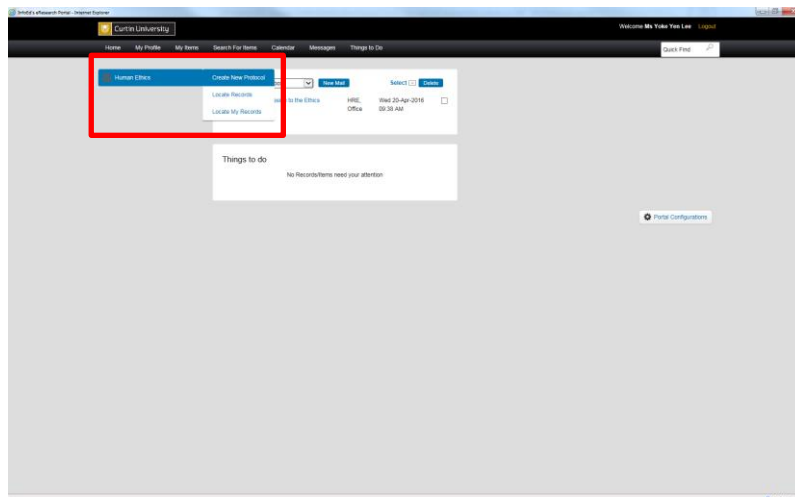 InfoEd's eResearch Portal - Internet Explorer
Curtin University
Welcome Ms Yoke Yen Lee Logout
Home My Profile My Items Search For Items Calendar Messages Things to Do
Quick Find
Human Ethics
Create New Protocol
Locate Records
Locate My Records
New Mail
Select
Delete
to the Ethics
HRE, Office
Wed 20-Apr-2016 09:38 AM
Things to do
No Records/Items need your attention
Portal Configurations